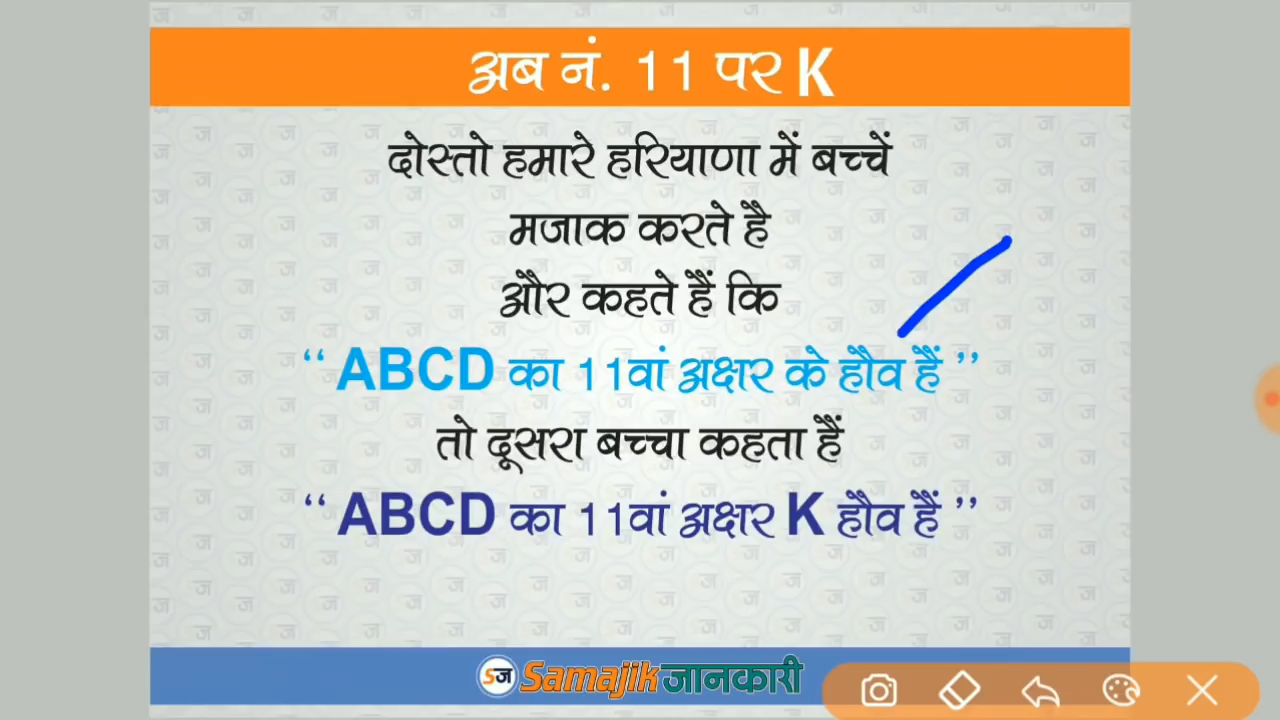 अब नं. 11 पर K
दोस्तो हमारे हरियाणा में बच्चें
मजाक करते है
और कहते हैं कि
“ ABCD का 11वां अक्षर के हौव हैं ”
तो दूसरा बच्चा कहता हैं
“ ABCD का 11वां अक्षर K हौव हैं ”
सज Samajik जानकारी